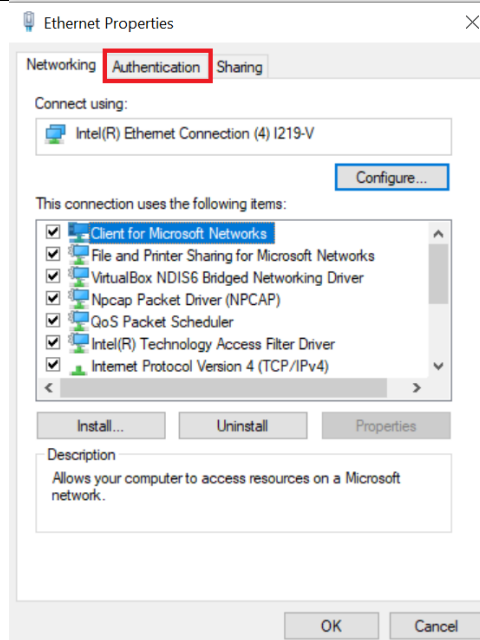 Ethernet Properties
Networking Authentication Sharing
Connect using:
Intel(R) Ethernet Connection (4) I219-V
Configure...
This connection uses the following items:
Client for Microsoft Networks
File and Printer Sharing for Microsoft Networks
VirtualBox NDIS6 Bridged Networking Driver
Npcap Packet Driver (NPCAP)
QoS Packet Scheduler
Intel(R) Technology Access Filter Driver
Internet Protocol Version 4 (TCP/IPv4)
Install... Uninstall Properties
Description
Allows your computer to access resources on a Microsoft
network.
OK Cancel